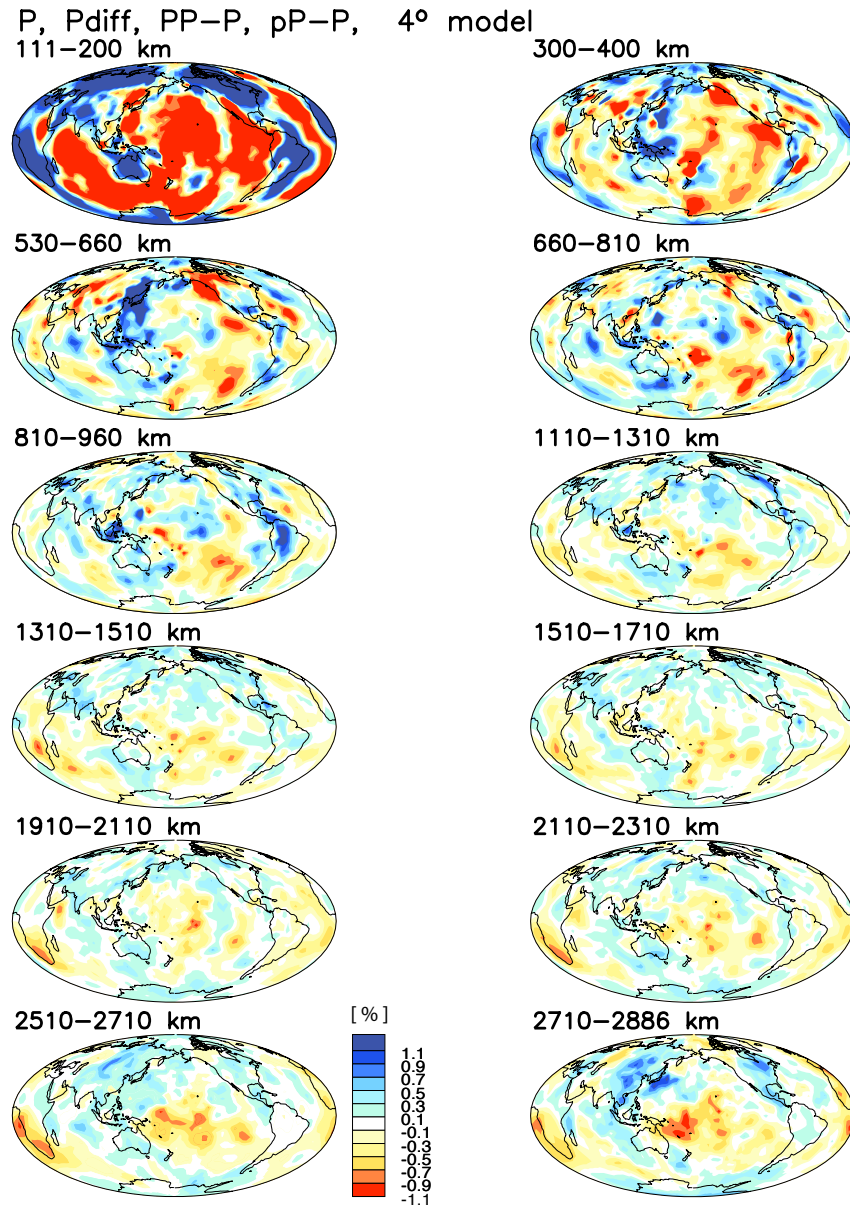 P, Pdiff, PP-P, pP-P, 4° model
111-200 km
300-400 km
530-660 km
660-810 km
810-960 km
1110-1310 km
1310-1510 km
1510-1710 km
1910-2110 km
2110-2310 km
2510-2710 km
[%]
2710-2886 km
1.1
0.9
0.7
0.5
0.3
0.1
-0.1
-0.3
-0.5
-0.7
-0.9
-1.1